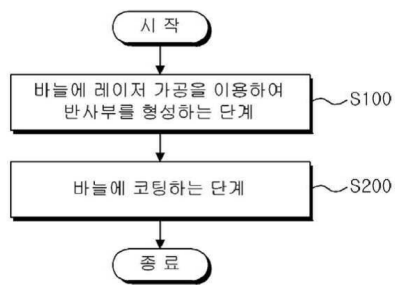 시 작
바늘에 레이저 가공을 이용하여
반사부를 형성하는 단계
S100
바늘에 코팅하는 단계
S200
종 료